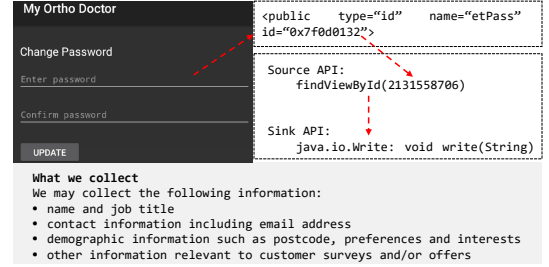 My Ortho Doctor
Change Password
Enter password
Confirm password
UPDATE
<public type=“id” name=“etPass”
id=“0x7f0d0132”>
Source API:
findViewById(2131558706)
Sink API:
java.io.Write: void write(String)
What we collect
We may collect the following information:
• name and job title
• contact information including email address
• demographic information such as postcode, preferences and interests
• other information relevant to customer surveys and/or offers